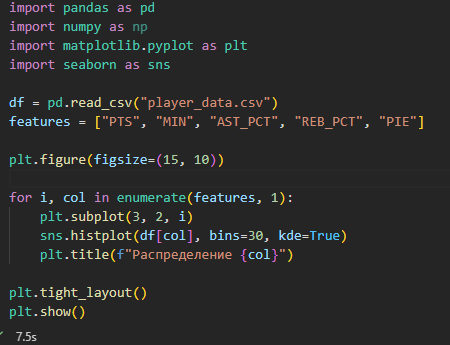 import pandas as pd
import numpy as np
import matplotlib.pyplot as plt
import seaborn as sns
df = pd.read_csv("player_data.csv")
features = ["PTS", "MIN", "AST_PCT", "REB_PCT", "PIE"]
plt.figure(figsize=(15, 10))
for i, col in enumerate(features, 1):
    plt.subplot(3, 2, i)
    sns.histplot(df[col], bins=30, kde=True)
    plt.title(f"Распределение {col}")
plt.tight_layout()
plt.show()
7.5s